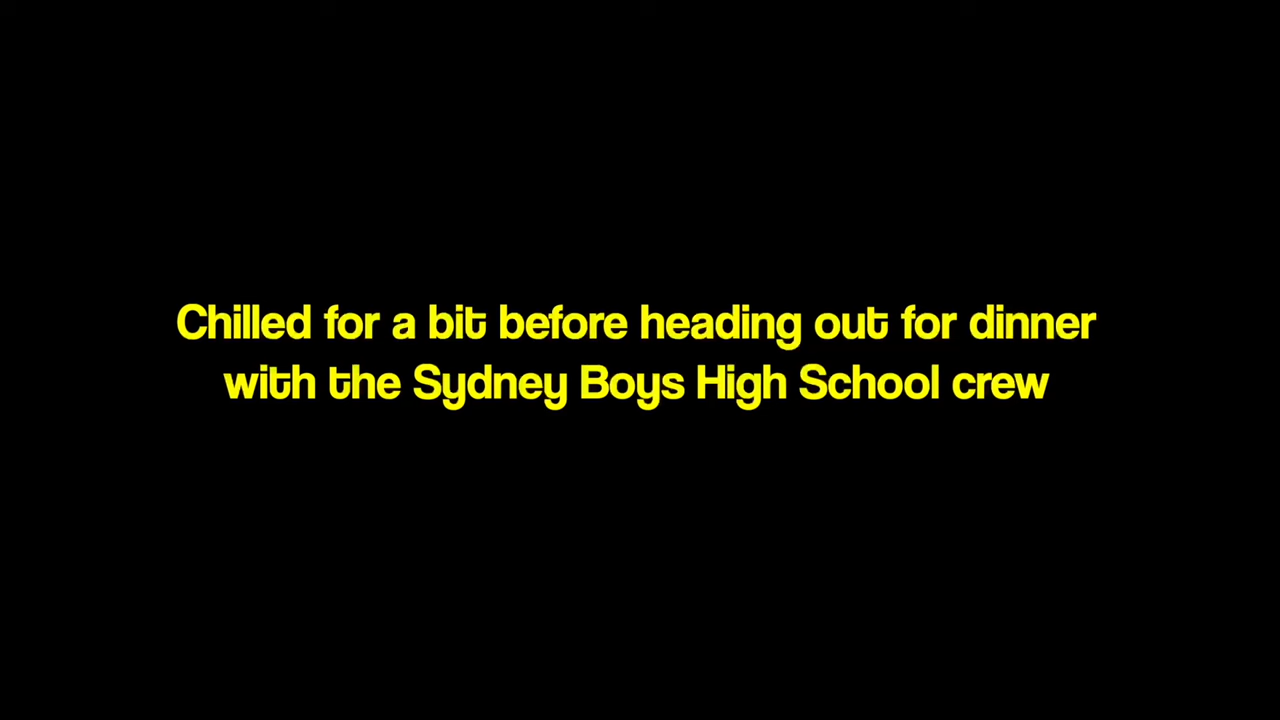 Chilled for a bit before heading out for dinner
with the Sydney Boys High School crew